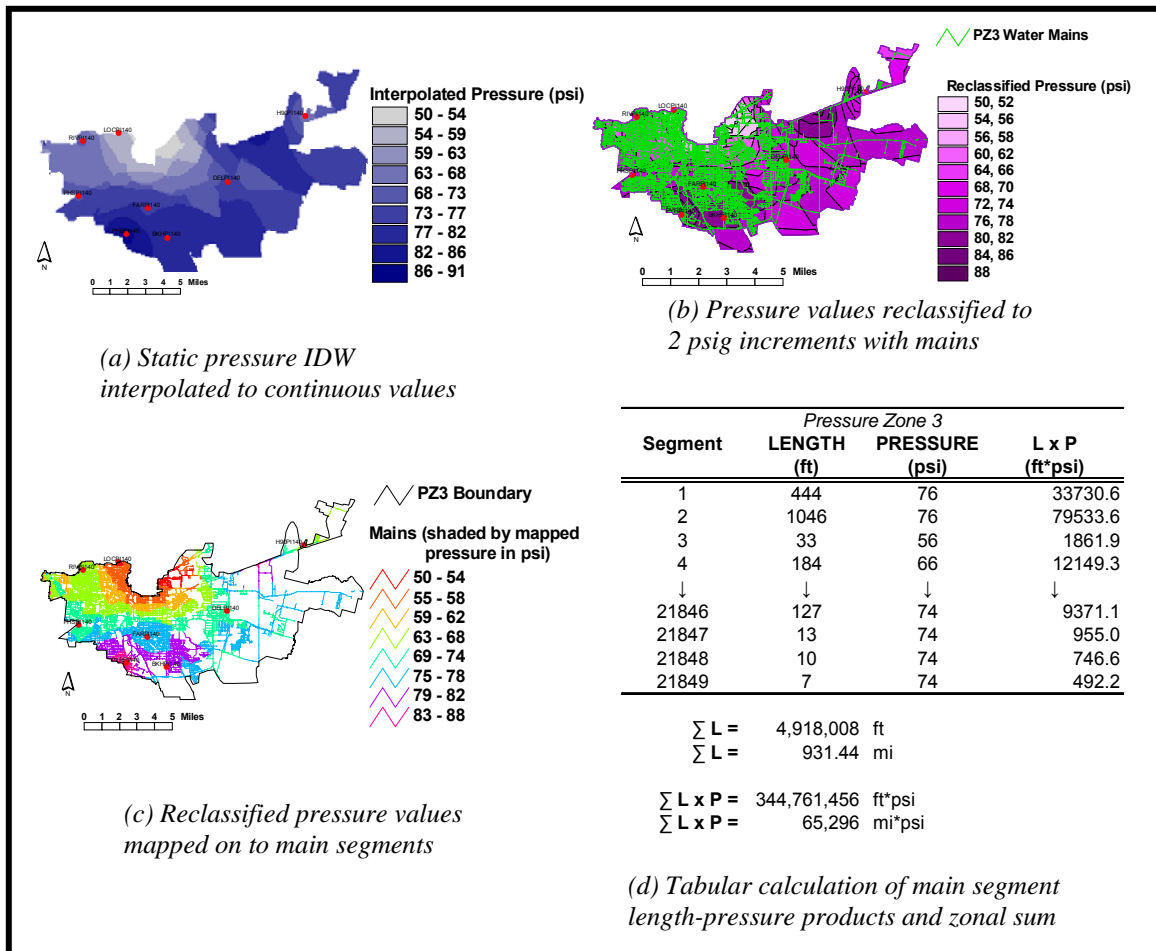 Interpolated Pressure (psi)
50 - 54
54 - 59
59 - 63
63 - 68
68 - 73
73 - 77
77 - 82
82 - 86
86 - 91
LOCPI140
DELPI140
FARPI140
BKHPI140
N
0 1 2 3 4 5 Miles
(a) Static pressure IDW
interpolated to continuous values
PZ3 Water Mains
Reclassified Pressure (psi)
50, 52
54, 56
56, 58
60, 62
64, 66
68, 70
72, 74
76, 78
80, 82
84, 86
88
N
0 1 2 3 4 5 Miles
(b) Pressure values reclassified to
2 psig increments with mains
PZ3 Boundary
Mains (shaded by mapped
pressure in psi)
50 - 54
55 - 58
59 - 62
63 - 68
69 - 74
75 - 78
79 - 82
83 - 88
LOCPI140
DELPI140
FARPI140
N
0 1 2 3 4 5 Miles
(c) Reclassified pressure values
mapped on to main segments
Pressure Zone 3
Segment LENGTH PRESSURE L x P
(ft) (psi) (ft*psi)
1 444 76 33730.6
2 1046 76 79533.6
3 33 56 1861.9
4 184 66 12149.3
↓ ↓ ↓ ↓
21846 127 74 9371.1
21847 13 74 955.0
21848 10 74 746.6
21849 7 74 492.2
∑ L = 4,918,008 ft
∑ L = 931.44 mi
∑ L x P = 344,761,456 ft*psi
∑ L x P = 65,296 mi*psi
(d) Tabular calculation of main segment
length-pressure products and zonal sum